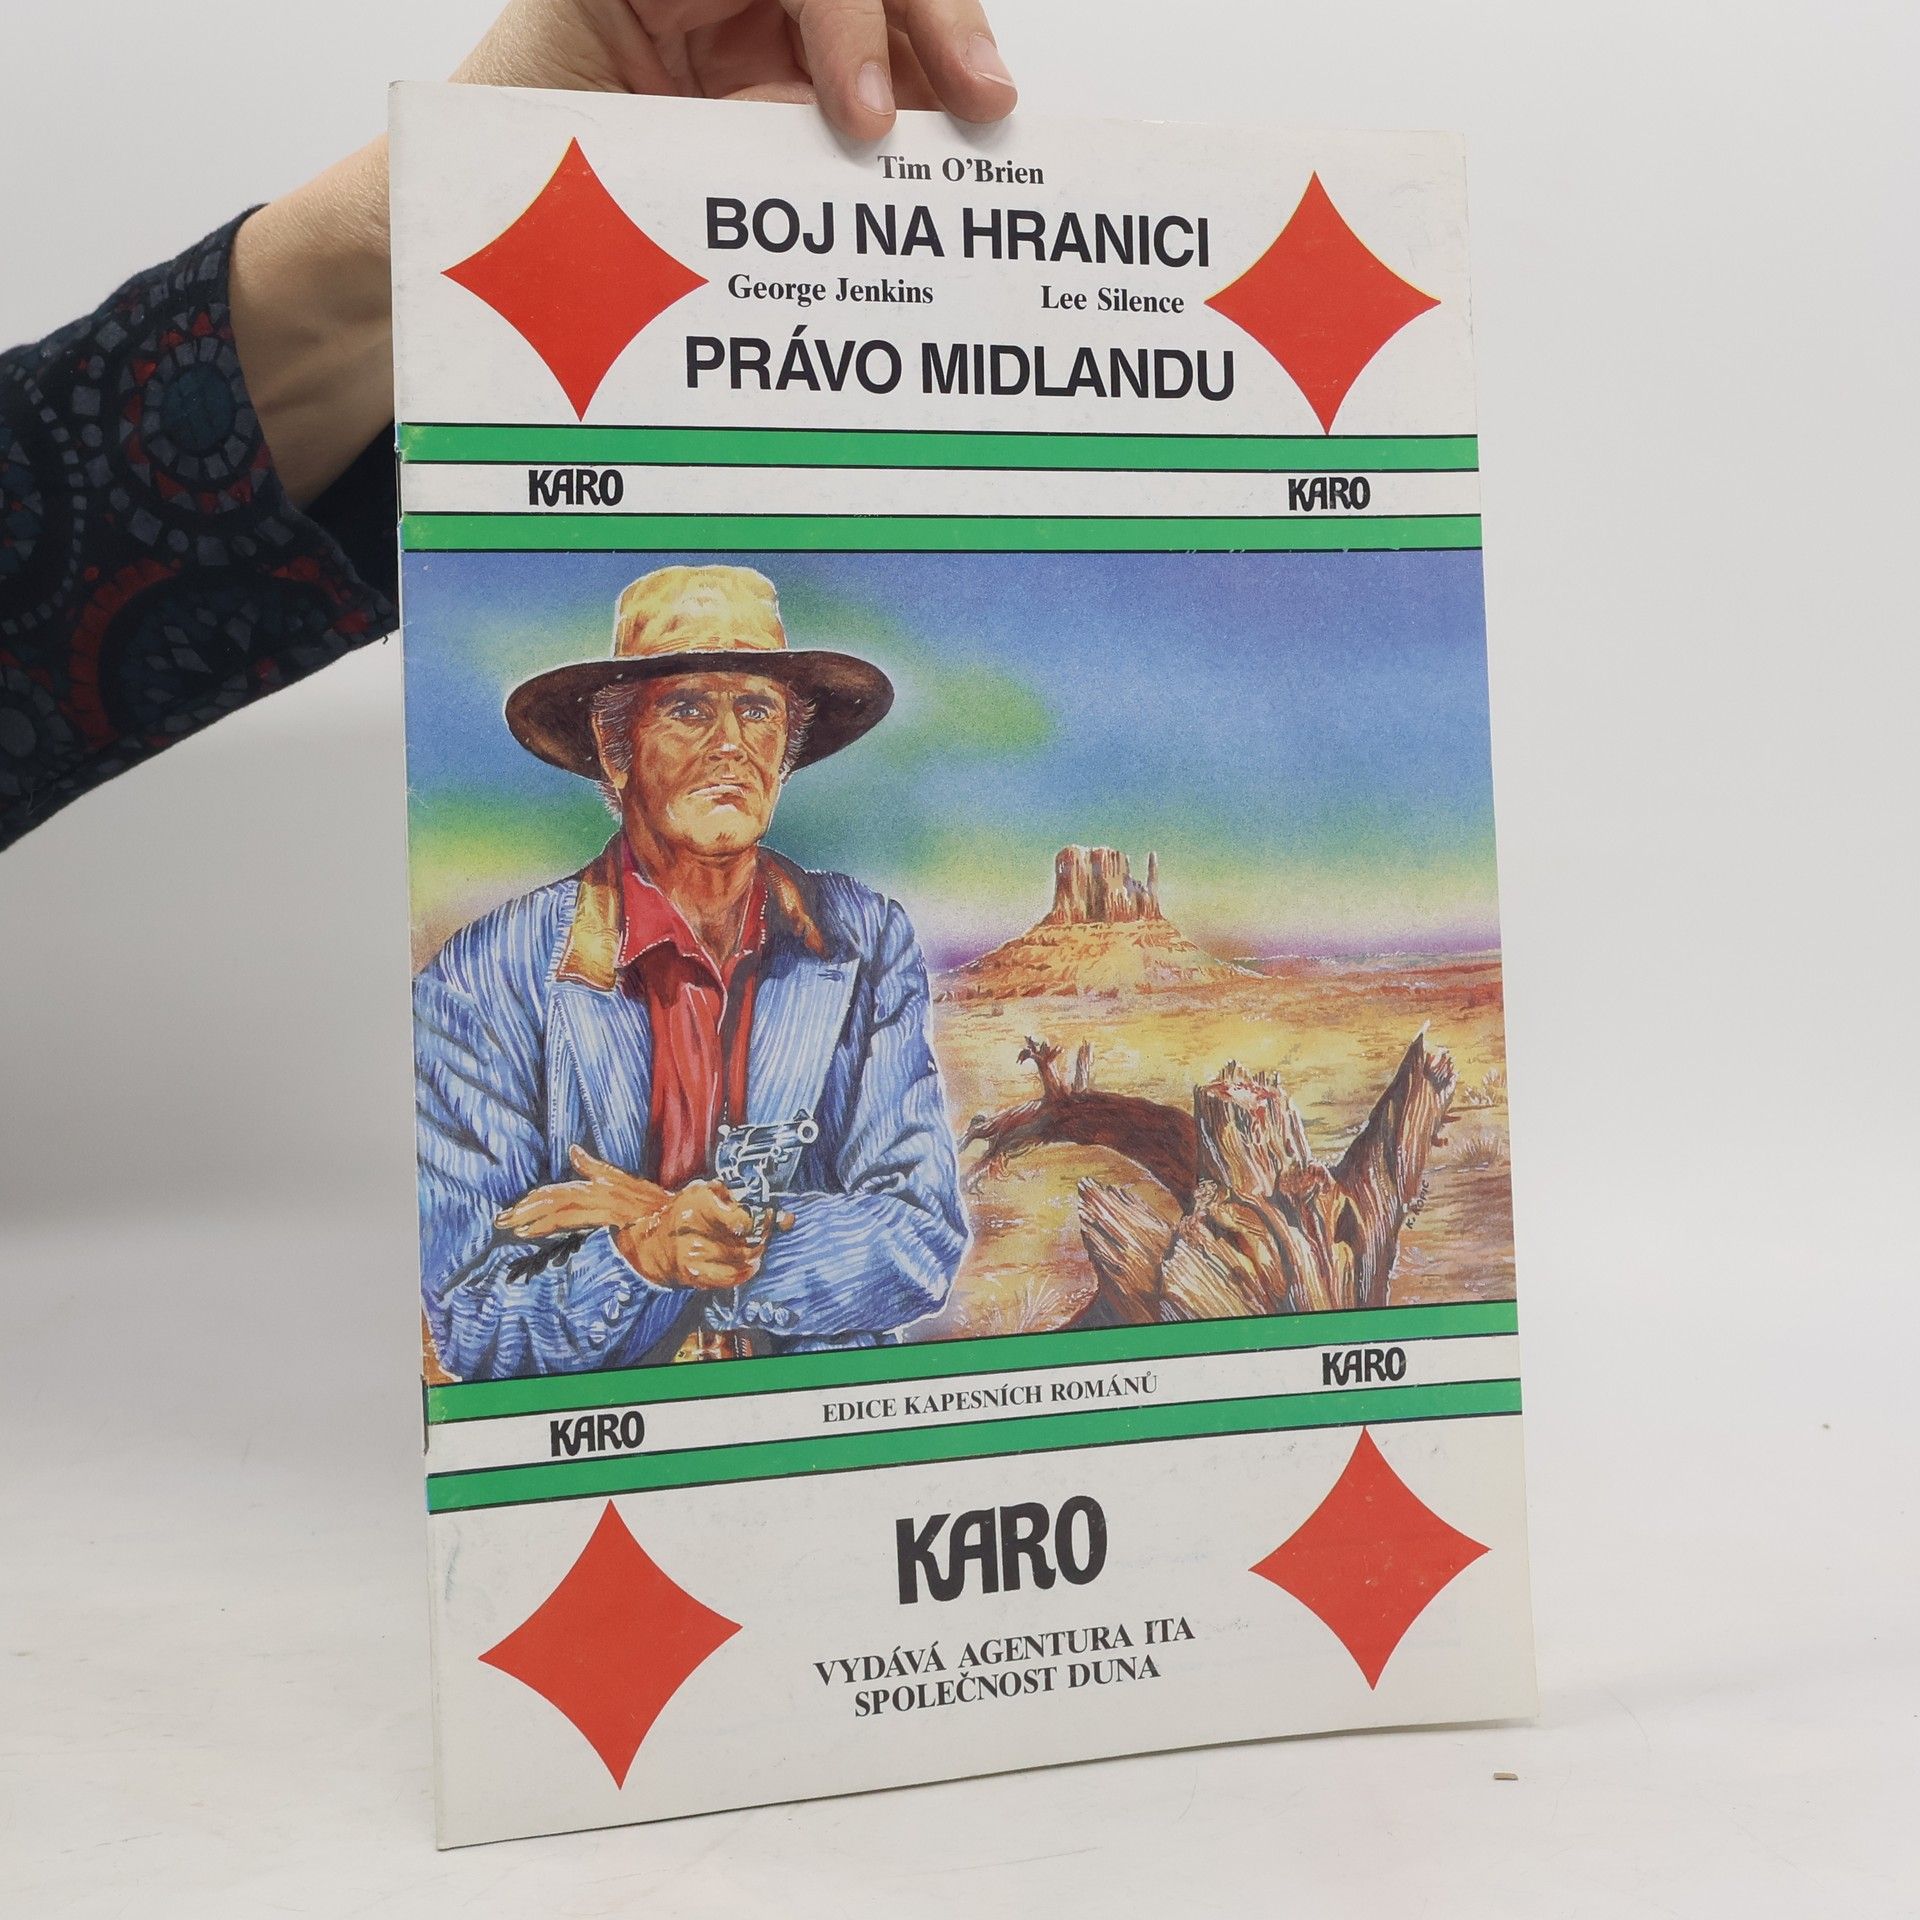 Tim O'Brien
BOJ NA HRANICI
George Jenkins Lee Silence
PRÁVO MIDLANDU
KARO KARO
K. ROPIC
KARO EDICE KAPESNÍCH ROMÁNŮ KARO
KARO
VYDÁVÁ AGENTURA ITA
SPOLEČNOST DUNA